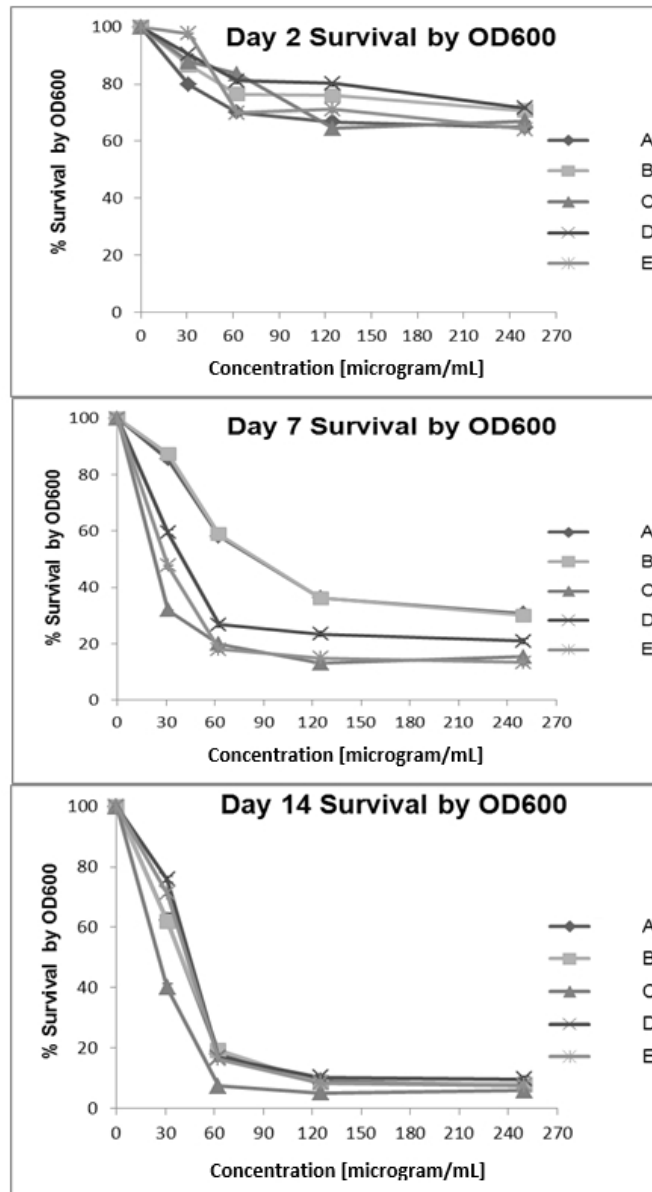 Day 2 Survival by OD600
% Survival by OD600
100
80
60
40
20
0
0 30 60 90 120 150 180 210 240 270
Concentration [microgram/mL]
A
B
C
D
E
Day 7 Survival by OD600
% Survival by OD600
100
80
60
40
20
0
0 30 60 90 120 150 180 210 240 270
Concentration [microgram/mL]
A
B
C
D
E
Day 14 Survival by OD600
% Survival by OD600
100
80
60
40
20
0
0 30 60 90 120 150 180 210 240 270
Concentration [microgram/mL]
A
B
C
D
E